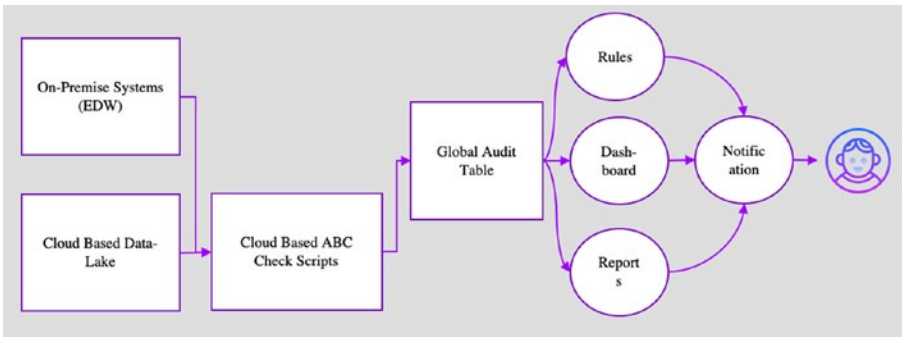 On-Premise Systems
(EDW)
Cloud Based Data-
Lake
Cloud Based ABC
Check Scripts
Global Audit
Table
Rules
Dash-
board
Report
s
Notific
ation